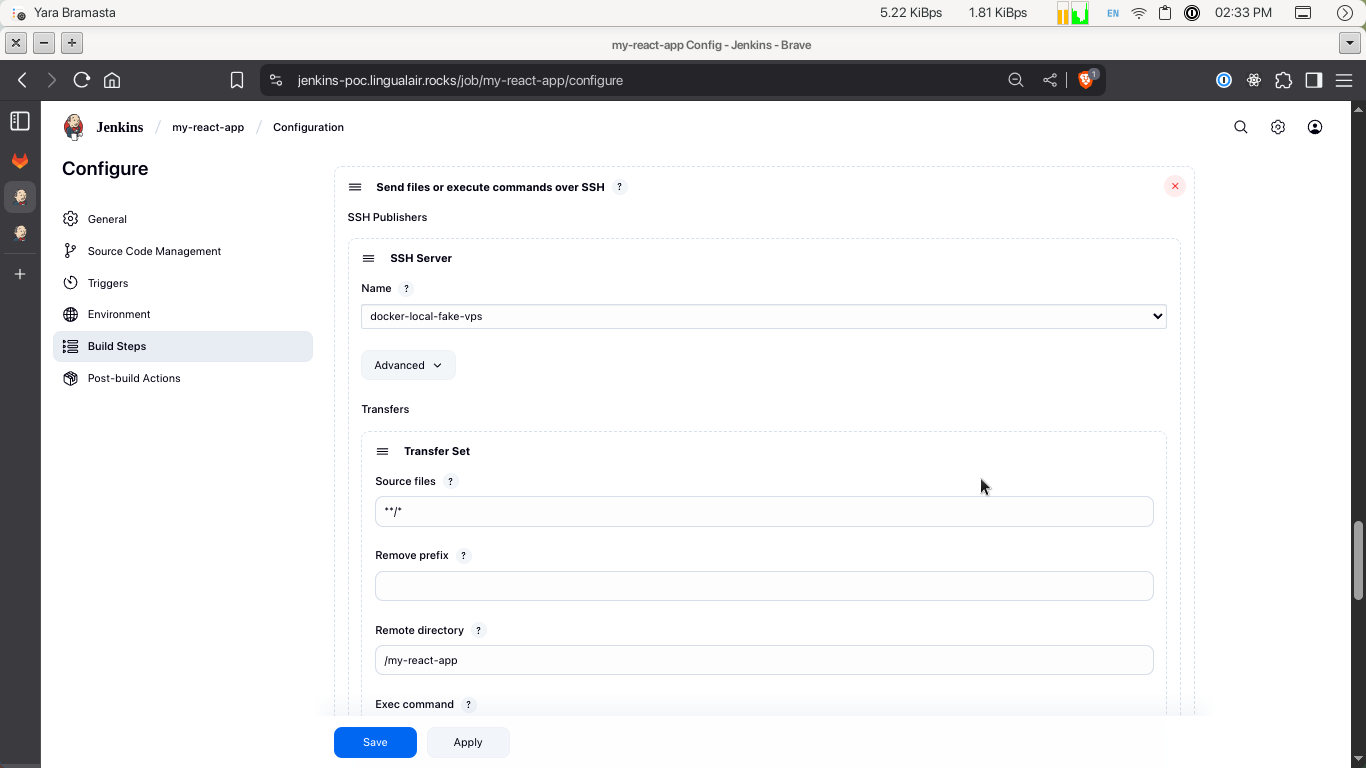 Yara Bramasta
5.22 KiBps
1.81 KiBps
EN
02:33 PM
my-react-app Config - Jenkins - Brave
jenkins-poc.lingualair.rocks/job/my-react-app/configure
1
Jenkins / my-react-app / Configuration
Configure
General
Source Code Management
Triggers
Environment
Build Steps
Post-build Actions
Send files or execute commands over SSH ?
SSH Publishers
SSH Server
Name ?
docker-local-fake-vps
Advanced
Transfers
Transfer Set
Source files ?
**/*
Remove prefix ?
Remote directory ?
/my-react-app
Exec command ?
Save
Apply